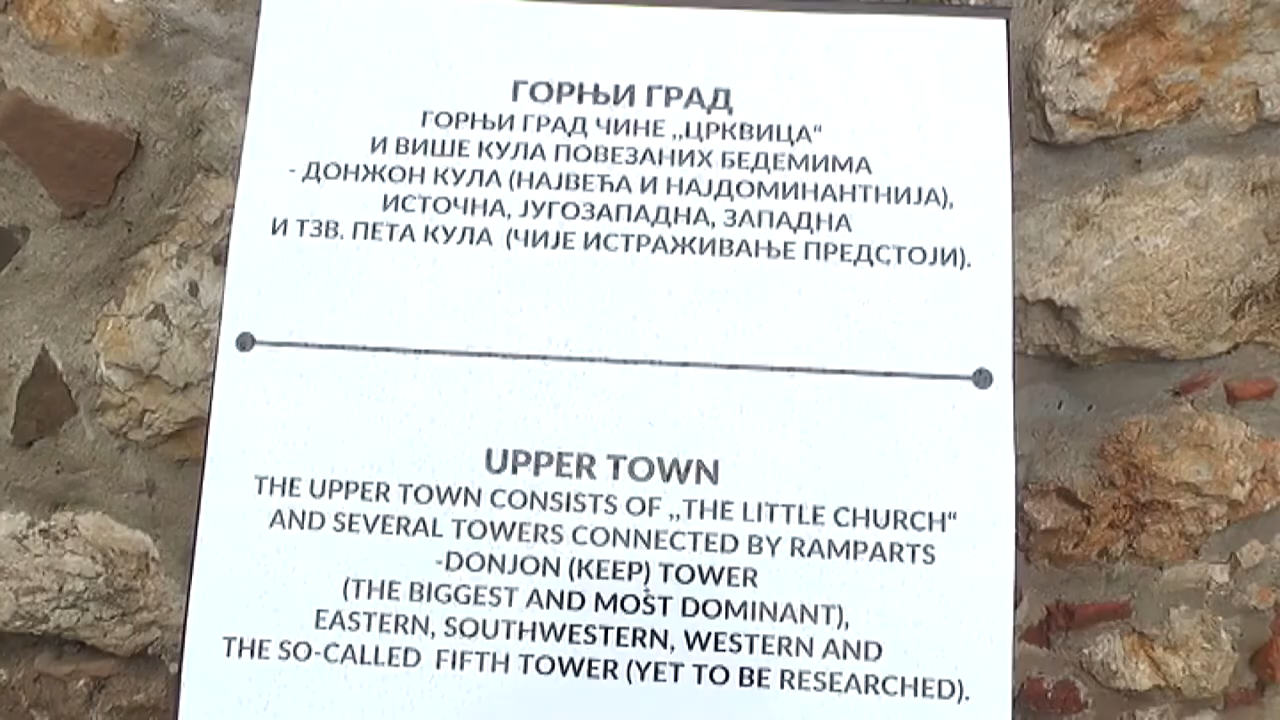 ГОРЊИ ГРАД
ГОРЊИ ГРАД ЧИНЕ ,,ЦРКВИЦА“
И ВИШЕ КУЛА ПОВЕЗАНИХ БЕДЕМИМА
- ДОНЖОН КУЛА (НАЈВЕЋА И НАЈДОМИНАНТНИЈА),
ИСТОЧНА, ЈУГОЗАПАДНА, ЗАПАДНА
И ТЗВ. ПЕТА КУЛА (ЧИЈЕ ИСТРАЖИВАЊЕ ПРЕДСТОЈИ).
UPPER TOWN
THE UPPER TOWN CONSISTS OF ,,THE LITTLE CHURCH“
AND SEVERAL TOWERS CONNECTED BY RAMPARTS
-DONJON (KEEP) TOWER
(THE BIGGEST AND MOST DOMINANT),
EASTERN, SOUTHWESTERN, WESTERN AND
THE SO-CALLED FIFTH TOWER (YET TO BE RESEARCHED).